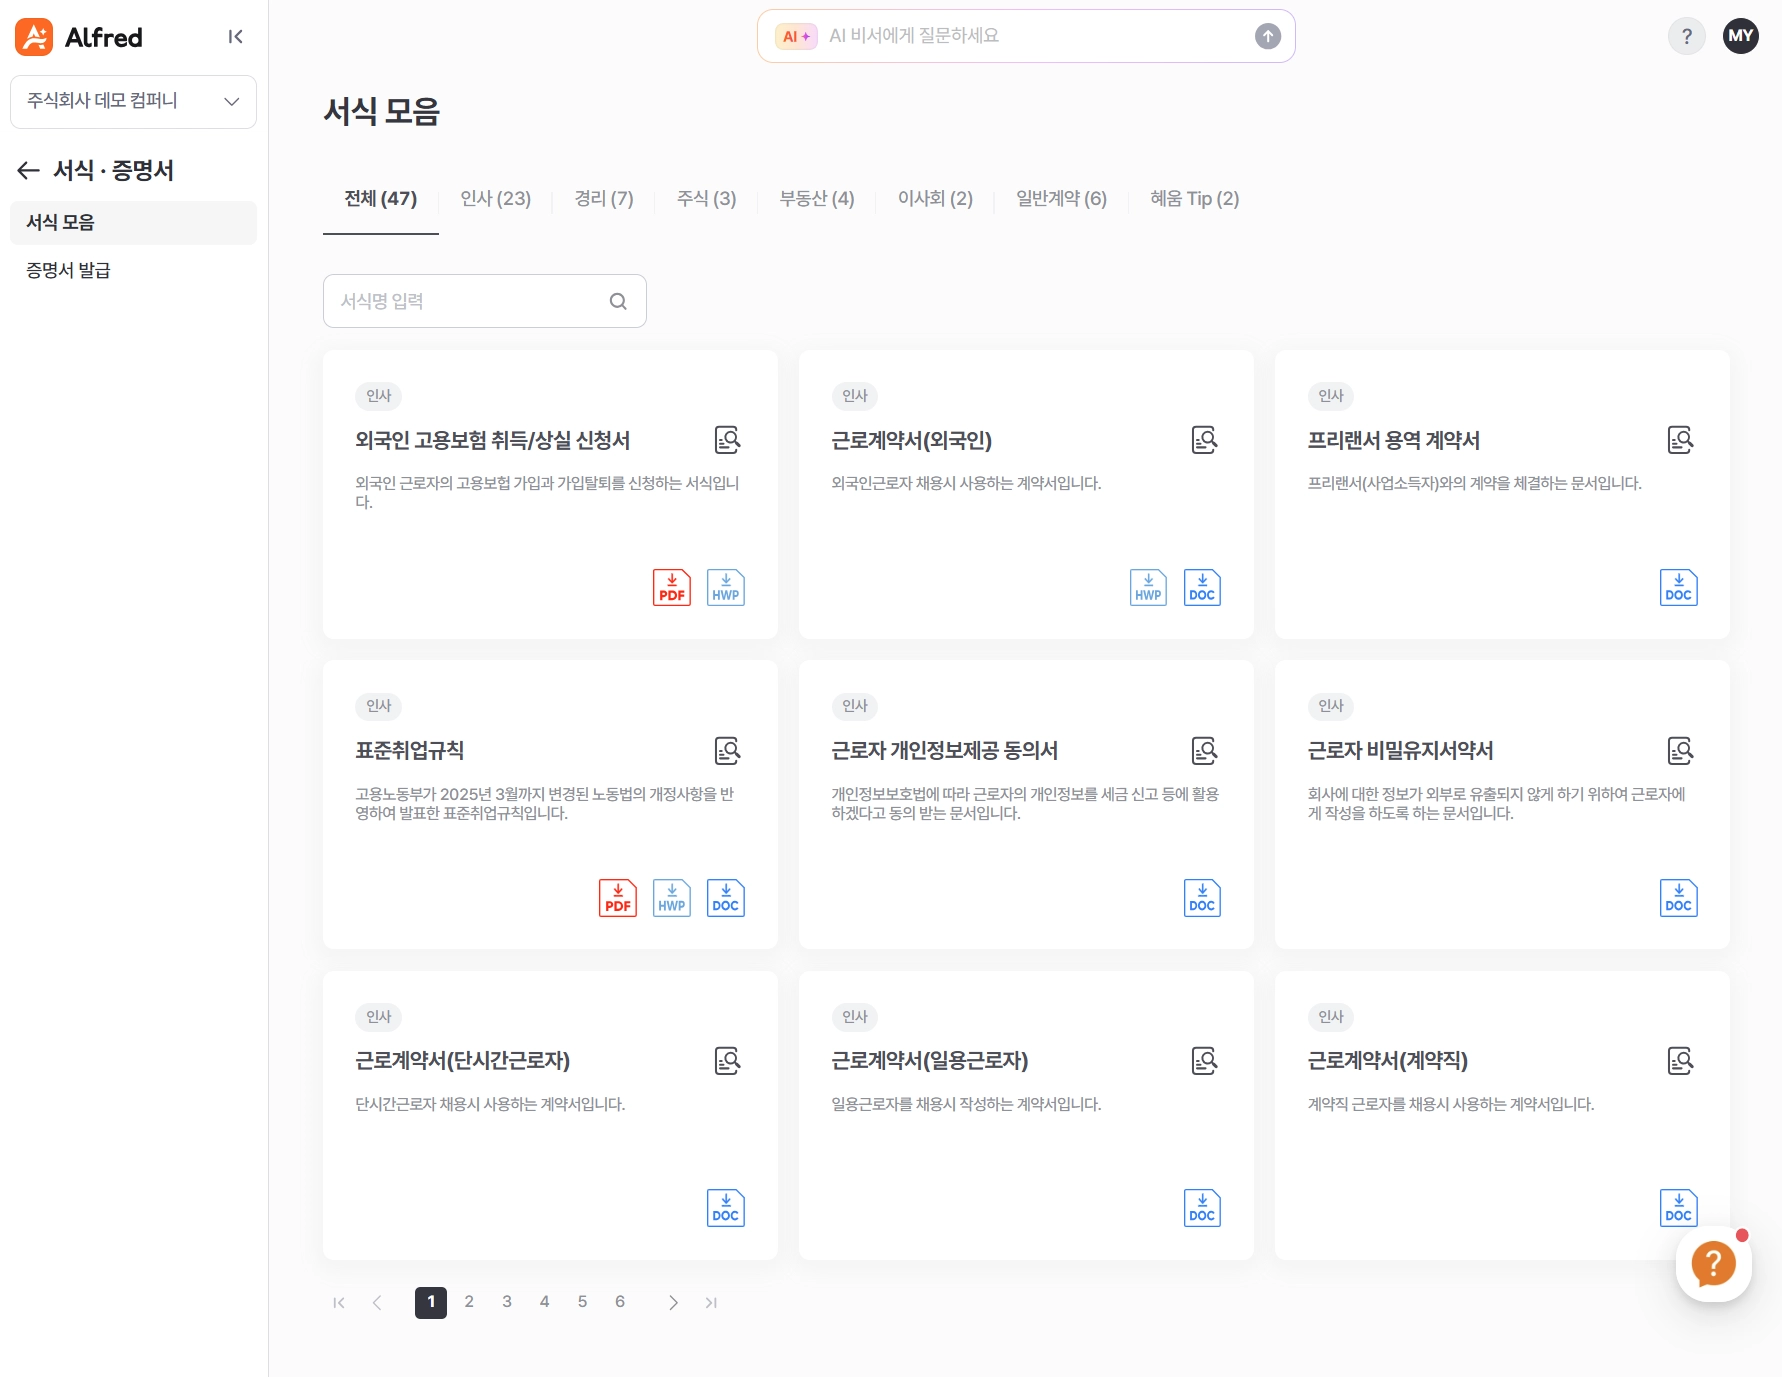 Alfred
AI
AI 비서에게 질문하세요
?
MY
주식회사 데모 컴퍼니
서식 · 증명서
서식 모음
증명서 발급
서식 모음
전체 (47)
인사 (23)
경리 (7)
주식 (3)
부동산 (4)
이사회 (2)
일반계약 (6)
혜움 Tip (2)
서식명 입력
인사
외국인 고용보험 취득/상실 신청서
외국인 근로자의 고용보험 가입과 가입탈퇴를 신청하는 서식입니
다.
PDF
HWP
인사
근로계약서(외국인)
외국인근로자 채용시 사용하는 계약서입니다.
HWP
DOC
인사
프리랜서 용역 계약서
프리랜서(사업소득자)와의 계약을 체결하는 문서입니다.
DOC
인사
표준취업규칙
고용노동부가 2025년 3월까지 변경된 노동법의 개정사항을 반
영하여 발표한 표준취업규칙입니다.
PDF
HWP
DOC
인사
근로자 개인정보제공 동의서
개인정보보호법에 따라 근로자의 개인정보를 세금 신고 등에 활용
하겠다고 동의 받는 문서입니다.
DOC
인사
근로자 비밀유지서약서
회사에 대한 정보가 외부로 유출되지 않게 하기 위하여 근로자에
게 작성을 하도록 하는 문서입니다.
DOC
인사
근로계약서(단시간근로자)
단시간근로자 채용시 사용하는 계약서입니다.
DOC
인사
근로계약서(일용근로자)
일용근로자를 채용시 작성하는 계약서입니다.
DOC
인사
근로계약서(계약직)
계약직 근로자를 채용시 사용하는 계약서입니다.
DOC
?
1
2
3
4
5
6